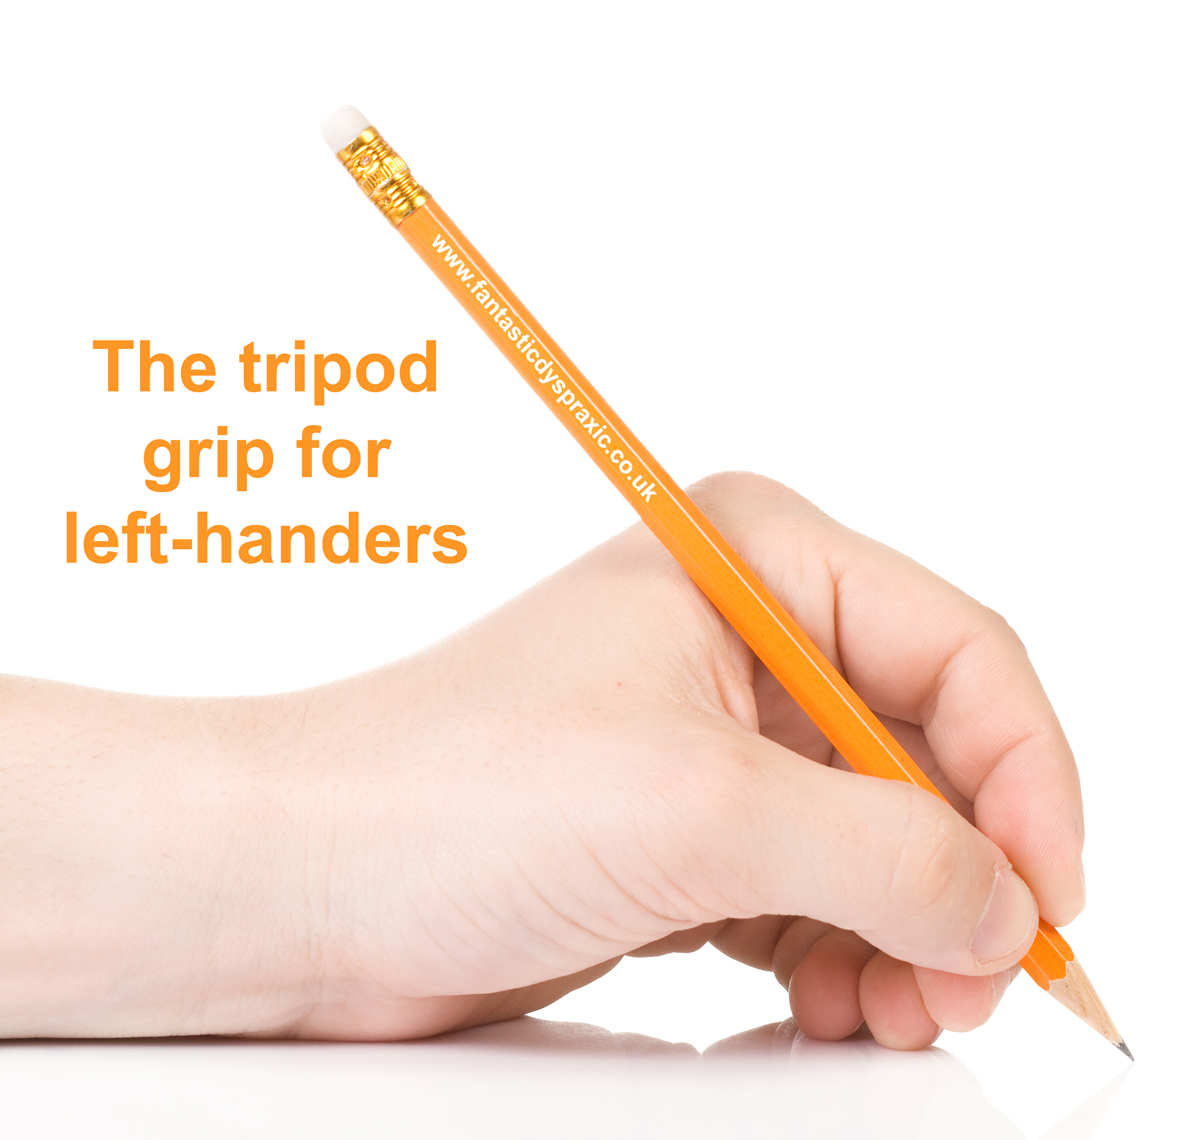 www.fantasticdyspraxic.co.uk
The tripod
grip for
left-handers